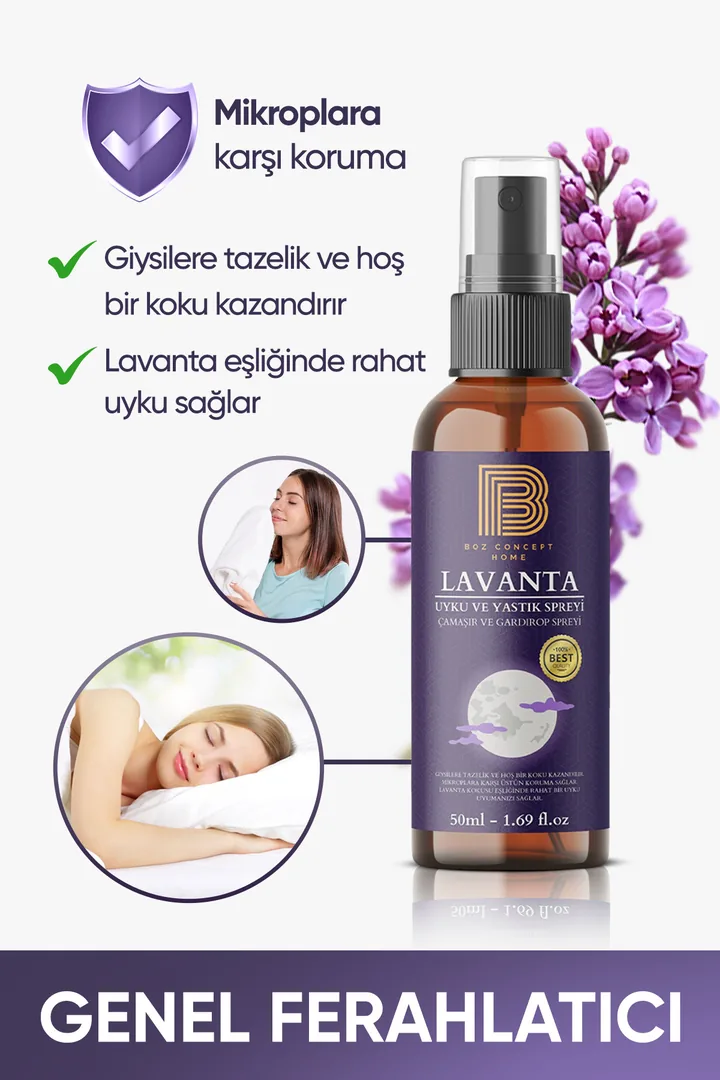 Mikroplara
karşı koruma
Giysilere tazelik ve hoş
bir koku kazandırır
Lavanta eşliğinde rahat
uyku sağlar
B
BOZ CONCEPT
HOME
LAVANTA
UYKU VE YASTIK SPREYİ
ÇAMAŞIR VE GARDIROP SPREYİ
100%
BEST
QUALITY
GİYSİLERE TAZELİK VE HOŞ BİR KOKU KAZANDIRIR.
MİKROPLARA KARŞI ÜSTÜN KORUMA SAĞLAR.
LAVANTA KOKUSU EŞLİĞİNDE RAHAT BİR UYKU
UYUMANIZI SAĞLAR.
50ml - 1.69 fl.oz
GENEL FERAHLATICI